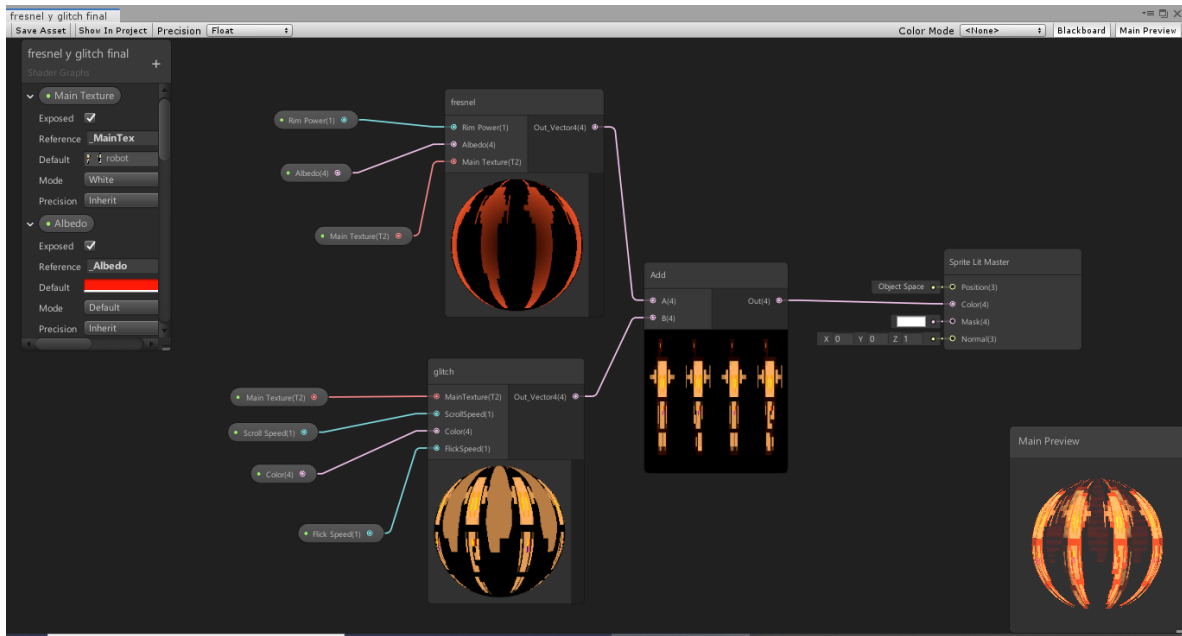 fresnel y glitch final
Save Asset Show In Project Precision Float Color Mode <None> Blackboard Main Preview
fresnel y glitch final
Shader Graphs
Main Texture
Exposed
Reference _MainTex
Default robot
Mode White
Precision Inherit
Albedo
Exposed
Reference _Albedo
Default
Mode Default
Precision Inherit
Rim Power(1)
Albedo(4)
Main Texture(T2)
fresnel
Rim Power(1) Out_Vector4(4)
Albedo(4)
Main Texture(T2)
Main Texture(T2)
Scroll Speed(1)
Color(4)
Flick Speed(1)
glitch
MainTexture(T2) Out_Vector4(4)
ScrollSpeed(1)
Color(4)
FlickSpeed(1)
Add
A(4) Out(4)
B(4)
Sprite Lit Master
Object Space Position(3)
Color(4)
Mask(4)
X 0 Y 0 Z 1 Normal(3)
Main Preview